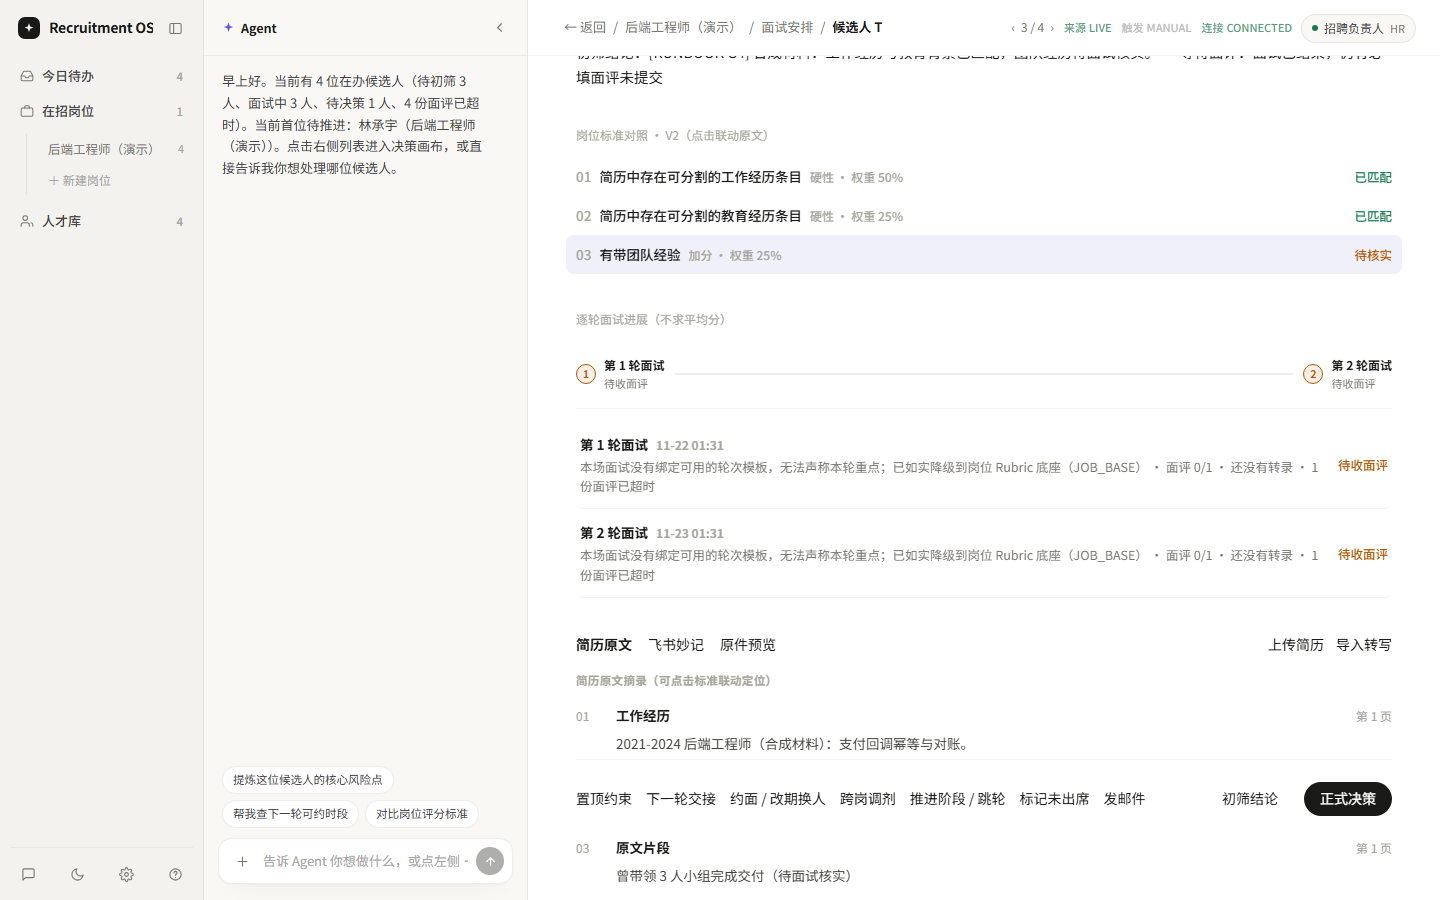 Recruitment OS
今日待办 4
在招岗位 1
后端工程师（演示） 4
＋ 新建岗位
人才库 4
Agent
早上好。当前有 4 位在办候选人（待初筛 3
人、面试中 3 人、待决策 1 人、4 份面评已超
时）。当前首位待推进：林承宇（后端工程师
（演示））。点击右侧列表进入决策画布，或直
接告诉我你想处理哪位候选人。
提炼这位候选人的核心风险点
帮我查下一轮可约时段
对比岗位评分标准
告诉 Agent 你想做什么，或点左侧
← 返回 / 后端工程师（演示） / 面试安排 / 候选人 T
‹ 3 / 4 › 来源 LIVE 触发 MANUAL 连接 CONNECTED 招聘负责人 HR
填面评未提交
岗位标准对照 · V2（点击联动原文）
01 简历中存在可分割的工作经历条目 硬性 · 权重 50% 已匹配
02 简历中存在可分割的教育经历条目 硬性 · 权重 25% 已匹配
03 有带团队经验 加分 · 权重 25% 待核实
逐轮面试进展（不求平均分）
1 第 1 轮面试 待收面评
2 第 2 轮面试 待收面评
第 1 轮面试 11-22 01:31
本场面试没有绑定可用的轮次模板，无法声称本轮重点；已如实降级到岗位 Rubric 底座（JOB_BASE） · 面评 0/1 · 还没有转录 · 1
份面评已超时
待收面评
第 2 轮面试 11-23 01:31
本场面试没有绑定可用的轮次模板，无法声称本轮重点；已如实降级到岗位 Rubric 底座（JOB_BASE） · 面评 0/1 · 还没有转录 · 1
份面评已超时
待收面评
简历原文 飞书妙记 原件预览 上传简历 导入转写
简历原文摘录（可点击标准联动定位）
01 工作经历 第 1 页
2021-2024 后端工程师（合成材料）：支付回调幂等与对账。
置顶约束 下一轮交接 约面 / 改期换人 跨岗调剂 推进阶段 / 跳轮 标记未出席 发邮件 初筛结论 正式决策
03 原文片段 第 1 页
曾带领 3 人小组完成交付（待面试核实）